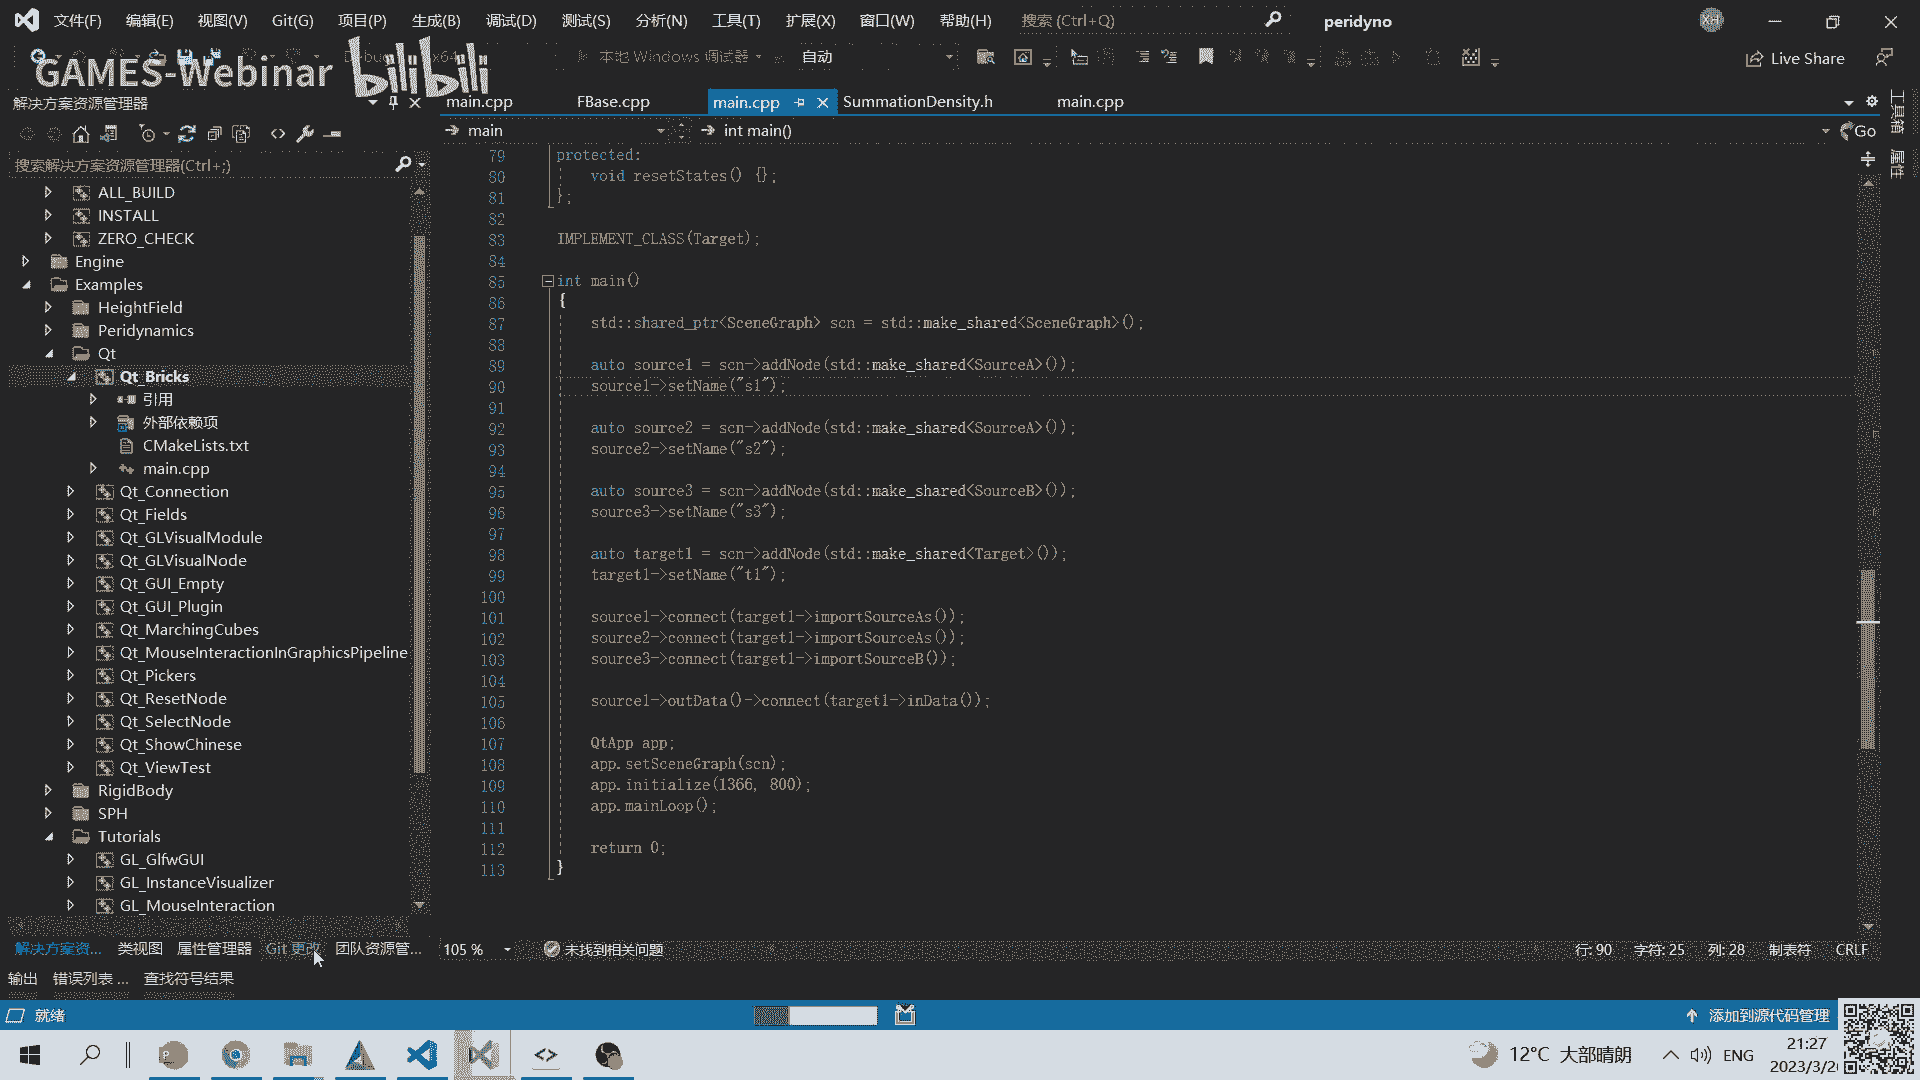 文件(F) 编辑(E) 视图(V) Git(G) 项目(P) 生成(B) 调试(D) 测试(S) 分析(N) 工具(T) 扩展(X) 窗口(W) 帮助(H) 搜索 (Ctrl+Q) peridyno XH
本地 Windows 调试器 自动 Live Share
GAMES-Webinar bilibili
解决方案资源管理器
main.cpp FBase.cpp main.cpp SummationDensity.h main.cpp
工具箱
属性
main int main() Go
搜索解决方案资源管理器(Ctrl+;)
ALL_BUILD
INSTALL
ZERO_CHECK
Engine
Examples
HeightField
Peridynamics
Qt
Qt_Bricks
引用
外部依赖项
CMakeLists.txt
main.cpp
Qt_Connection
Qt_Fields
Qt_GLVisualModule
Qt_GLVisualNode
Qt_GUI_Empty
Qt_GUI_Plugin
Qt_MarchingCubes
Qt_MouseInteractionInGraphicsPipeline
Qt_Pickers
Qt_ResetNode
Qt_SelectNode
Qt_ShowChinese
Qt_ViewTest
RigidBody
SPH
Tutorials
GL_GlfwGUI
GL_InstanceVisualizer
GL_MouseInteraction
79 protected:
80 void resetStates() {};
81 };
82
83 IMPLEMENT_CLASS(Target);
84
85 int main()
86 {
87 std::shared_ptr<SceneGraph> scn = std::make_shared<SceneGraph>();
88
89 auto source1 = scn->addNode(std::make_shared<SourceA>());
90 source1->setName("s1");
91
92 auto source2 = scn->addNode(std::make_shared<SourceA>());
93 source2->setName("s2");
94
95 auto source3 = scn->addNode(std::make_shared<SourceB>());
96 source3->setName("s3");
97
98 auto target1 = scn->addNode(std::make_shared<Target>());
99 target1->setName("t1");
100
101 source1->connect(target1->importSourceAs());
102 source2->connect(target1->importSourceAs());
103 source3->connect(target1->importSourceB());
104
105 source1->outData()->connect(target1->inData());
106
107 QtApp app;
108 app.setSceneGraph(scn);
109 app.initialize(1366, 800);
110 app.mainLoop();
111
112 return 0;
113 }
解决方案资... 类视图 属性管理器 Git 更改 团队资源管... 105 % 未找到相关问题 行: 90 字符: 25 列: 28 制表符 CRLF
输出 错误列表 ... 查找符号结果
就绪 添加到源代码管理
12°C 大部晴朗 ENG 21:27
2023/3/2